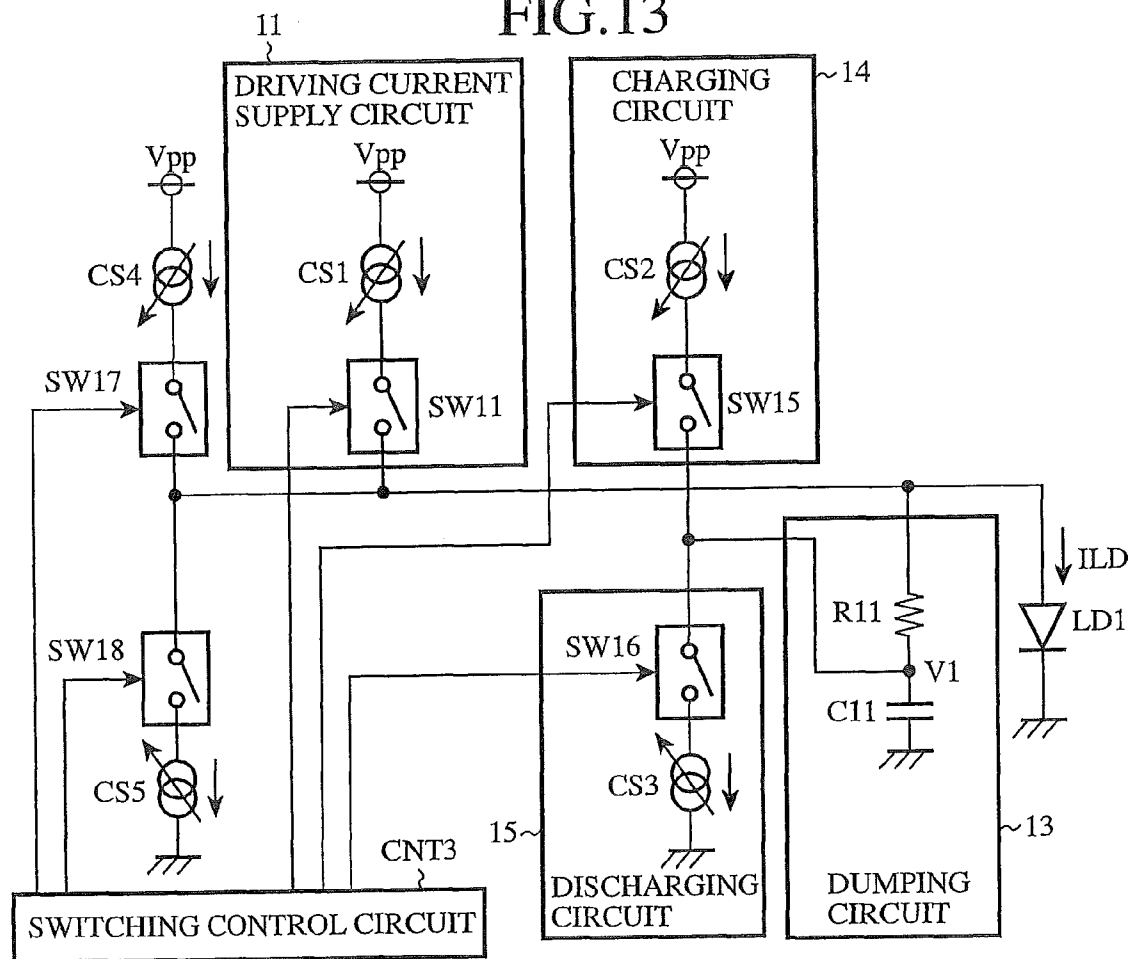 FIG.13
11
DRIVING CURRENT
SUPPLY CIRCUIT
CHARGING
CIRCUIT
14
Vpp
Vpp
Vpp
CS4
CS1
CS2
SW17
SW11
SW15
ILD
R11
LD1
SW18
SW16
V1
C11
CS5
CS3
15
13
CNT3
DISCHARGING
CIRCUIT
DUMPING
CIRCUIT
SWITCHING CONTROL CIRCUIT